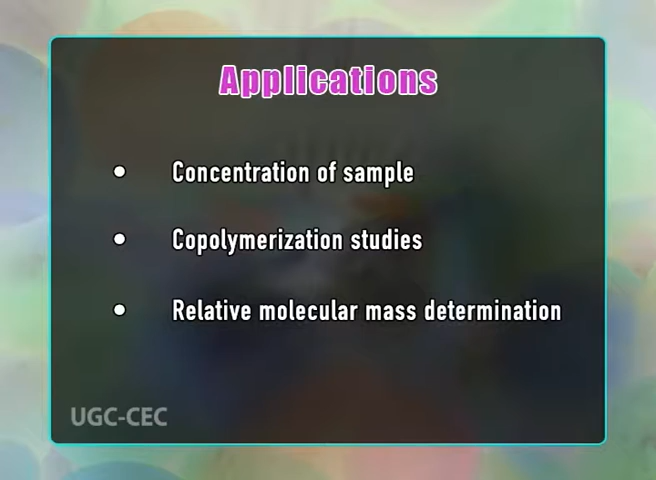 Applications
• Concentration of sample
• Copolymerization studies
• Relative molecular mass determination
UGC-CEC